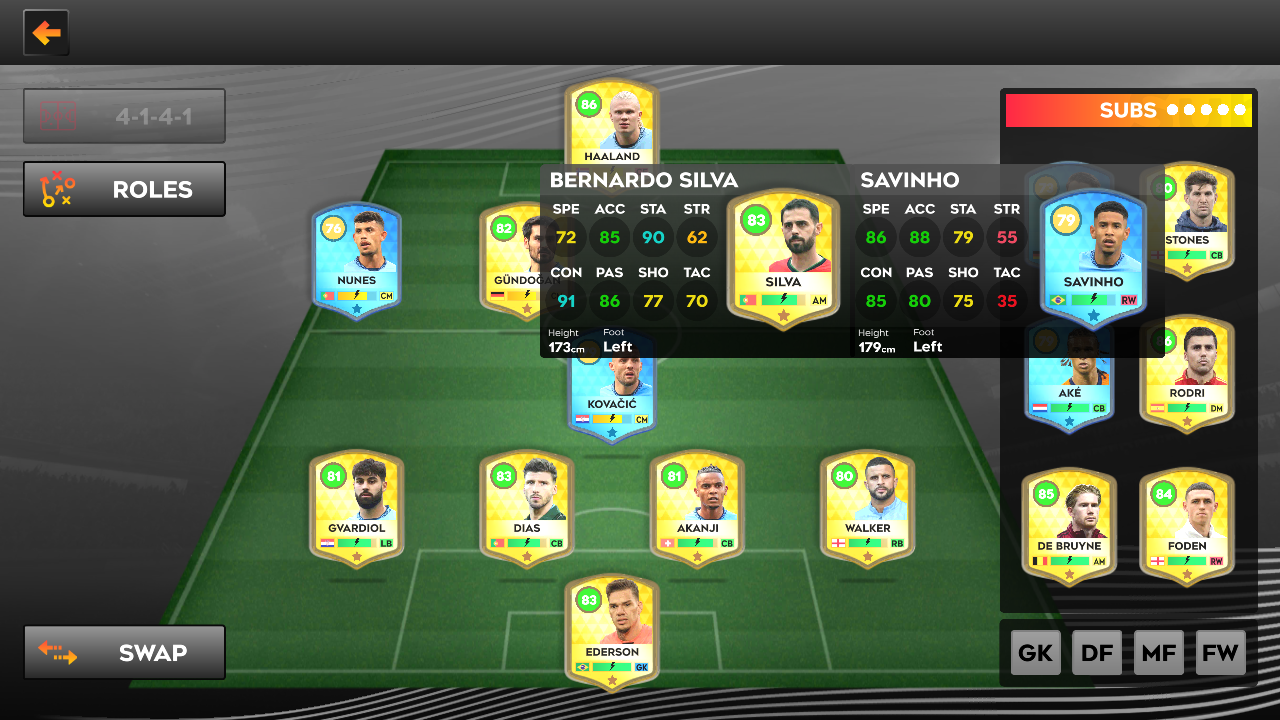 4-1-4-1
ROLES
SUBS
86
HAALAND
76
NUNES
CM
82
GÜNDOĞAN
BERNARDO SILVA
SPE ACC STA STR
72 85 90 62
CON PAS SHO TAC
91 86 77 70
Height Foot
173cm Left
83
SILVA
AM
SAVINHO
SPE ACC STA STR
86 88 79 55
CON PAS SHO TAC
85 80 75 35
Height Foot
179cm Left
79
SAVINHO
RW
80
STONES
CB
KOVAČIĆ
CM
AKÉ
CB
86
RODRI
DM
81
GVARDIOL
LB
83
DIAS
CB
81
AKANJI
CB
80
WALKER
RB
85
DE BRUYNE
AM
84
FODEN
RW
83
EDERSON
GK
SWAP
GK DF MF FW